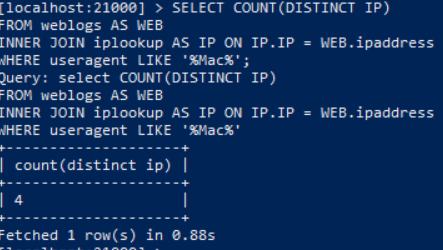 [localhost:21000] > SELECT COUNT(DISTINCT IP)
FROM weblogs AS WEB
INNER JOIN iplookup AS IP ON IP.IP = WEB.ipaddress
WHERE useragent LIKE '%Mac%';
Query: select COUNT(DISTINCT IP)
FROM weblogs AS WEB
INNER JOIN iplookup AS IP ON IP.IP = WEB.ipaddress
WHERE useragent LIKE '%Mac%'
+--------------------+
| count(distinct ip) |
+--------------------+
| 4                  |
+--------------------+
Fetched 1 row(s) in 0.88s